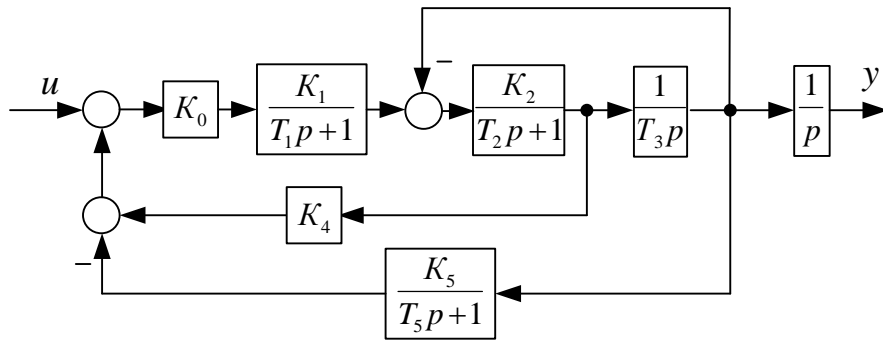 u
K₀
K₁
T₁p+1
−
K₂
T₂p+1
1
T₃p
1
p
y
K₄
−
K₅
T₅p+1